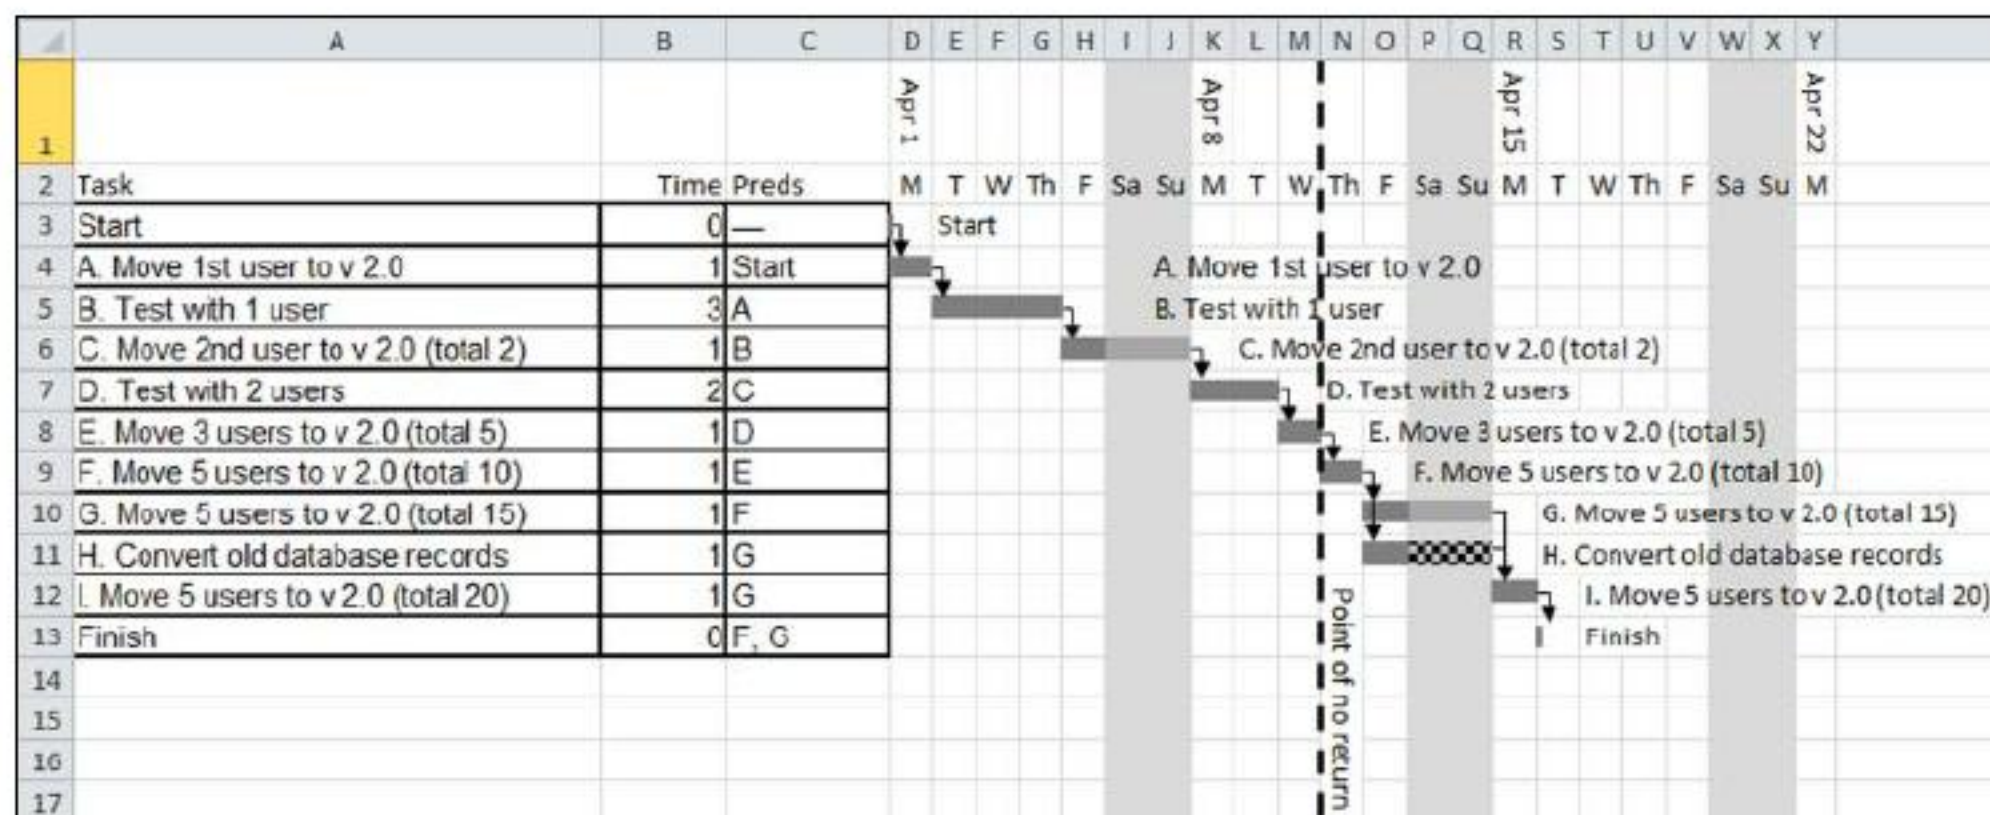 A B C D E F G H I J K L M N O P Q R S T U V W X Y
1 Apr 1 Apr 8 Apr 15 Apr 22
2 Task Time Preds M T W Th F Sa Su M T W Th F Sa Su M T W Th F Sa Su M
3 Start 0 — Start
4 A. Move 1st user to v 2.0 1 Start A. Move 1st user to v 2.0
5 B. Test with 1 user 3 A B. Test with 1 user
6 C. Move 2nd user to v 2.0 (total 2) 1 B C. Move 2nd user to v 2.0 (total 2)
7 D. Test with 2 users 2 C D. Test with 2 users
8 E. Move 3 users to v 2.0 (total 5) 1 D E. Move 3 users to v 2.0 (total 5)
9 F. Move 5 users to v 2.0 (total 10) 1 E F. Move 5 users to v 2.0 (total 10)
10 G. Move 5 users to v 2.0 (total 15) 1 F G. Move 5 users to v 2.0 (total 15)
11 H. Convert old database records 1 G H. Convert old database records
12 I. Move 5 users to v 2.0 (total 20) 1 G I. Move 5 users to v 2.0 (total 20)
13 Finish 0 F, G Finish
14
15
16
17
Point of no return